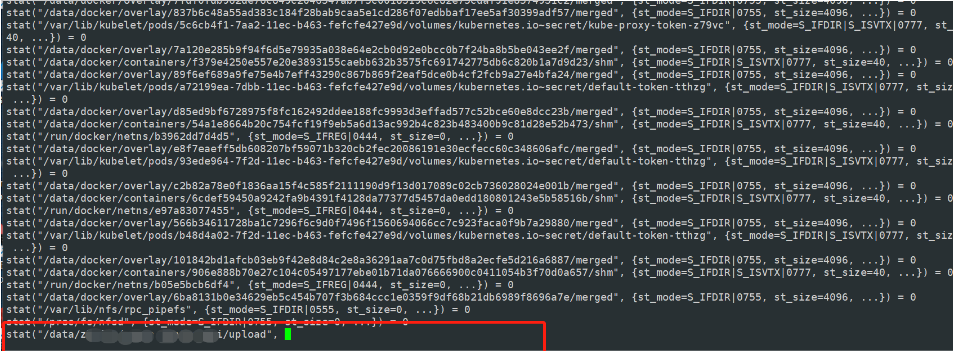 stat("/data/docker/overlay/837b6c48a55ad383c184f28bab9caa5e1cd286f07edbbaf17ee5af30399adf57/merged", {st_mode=S_IFDIR|0755, st_size=4096, ...}) = 0
stat("/var/lib/kubelet/pods/5c6cb4f1-7aa2-11ec-b463-fefcfe427e9d/volumes/kubernetes.io~secret/kube-proxy-token-z79vc", {st_mode=S_IFDIR|S_ISVTX|0777, st_size=
40, ...}) = 0
stat("/data/docker/overlay/7a120e285b9f94f6d5e79935a038e64e2cb0d92e0bcc0b7f24ba8b5be043ee2f/merged", {st_mode=S_IFDIR|0755, st_size=4096, ...}) = 0
stat("/data/docker/containers/f379e4250e557e20e3893155caebb632b3575fc691742775db6c820b1a7d9d23/shm", {st_mode=S_IFDIR|S_ISVTX|0777, st_size=40, ...}) = 0
stat("/data/docker/overlay/89f6ef689a9fe75e4b7eff43290c867b869f2eaf5dce0b4cf2fcb9a27e4bfa24/merged", {st_mode=S_IFDIR|0755, st_size=4096, ...}) = 0
stat("/var/lib/kubelet/pods/a72199ea-7dbb-11ec-b463-fefcfe427e9d/volumes/kubernetes.io~secret/default-token-tthzg", {st_mode=S_IFDIR|S_ISVTX|0777, st_size=40,
...}) = 0
stat("/data/docker/overlay/d85ed9bf6728975f8fc162492ddee188fc9993d3effad577c52bce60e8dcc23b/merged", {st_mode=S_IFDIR|0755, st_size=4096, ...}) = 0
stat("/data/docker/containers/54a1e8664b20c754fcf19f9eb5a6d13ac992b4c823b483400b9c81d28e52b473/shm", {st_mode=S_IFDIR|S_ISVTX|0777, st_size=40, ...}) = 0
stat("/run/docker/netns/b3962dd7d4d5", {st_mode=S_IFREG|0444, st_size=0, ...}) = 0
stat("/data/docker/overlay/e8f7eaeff5db608207bf59071b320cb2fec20086191e30ecfecc60c348606afc/merged", {st_mode=S_IFDIR|0755, st_size=4096, ...}) = 0
stat("/var/lib/kubelet/pods/93ede964-7f2d-11ec-b463-fefcfe427e9d/volumes/kubernetes.io~secret/default-token-tthzg", {st_mode=S_IFDIR|S_ISVTX|0777, st_size=40,
...}) = 0
stat("/data/docker/overlay/c2b82a78e0f1836aa15f4c585f2111190d9f13d017089c02cb736028024e001b/merged", {st_mode=S_IFDIR|0755, st_size=4096, ...}) = 0
stat("/data/docker/containers/6cdef59450a9242fa9b4391f4128da77377d5457da0edd180801243e5b58516b/shm", {st_mode=S_IFDIR|S_ISVTX|0777, st_size=40, ...}) = 0
stat("/run/docker/netns/e97a83077455", {st_mode=S_IFREG|0444, st_size=0, ...}) = 0
stat("/data/docker/overlay/566b34611728ba1c7296f6c9d0f7496f1560694066cc7c923faca0f9b7a29880/merged", {st_mode=S_IFDIR|0755, st_size=4096, ...}) = 0
stat("/var/lib/kubelet/pods/b48d4a02-7f2d-11ec-b463-fefcfe427e9d/volumes/kubernetes.io~secret/default-token-tthzg", {st_mode=S_IFDIR|S_ISVTX|0777, st_size=40,
...}) = 0
stat("/data/docker/overlay/101842bd1afcb03eb9f42e8d84c2e8a36291aa7c0d75fbd8a2ecfe5d216a6887/merged", {st_mode=S_IFDIR|0755, st_size=4096, ...}) = 0
stat("/data/docker/containers/906e888b70e27c104c05497177ebe01b71da076666900c0411054b3f70d0a657/shm", {st_mode=S_IFDIR|S_ISVTX|0777, st_size=40, ...}) = 0
stat("/run/docker/netns/b05e5bcb6df4", {st_mode=S_IFREG|0444, st_size=0, ...}) = 0
stat("/data/docker/overlay/6ba8131b0e34629eb5c454b707f3b684ccc1e0359f9df68b21db6989f8696a7e/merged", {st_mode=S_IFDIR|0755, st_size=4096, ...}) = 0
stat("/var/lib/nfs/rpc_pipefs", {st_mode=S_IFDIR|0555, st_size=0, ...}) = 0
stat("/proc/fs/nfsd", {st_mode=S_IFDIR|0755, st_size=0, ...}) = 0
stat("/data/z i/upload",